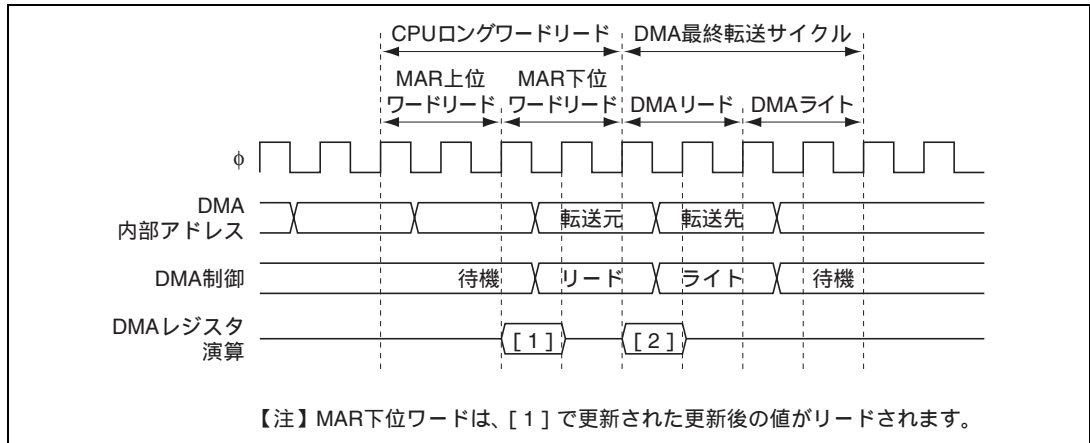 CPUロングワードリード DMA最終転送サイクル
MAR上位 MAR下位
ワードリード ワードリード DMAリード DMAライト
φ
DMA
内部アドレス 転送元 転送先
DMA制御 待機 リード ライト 待機
DMAレジスタ
演算 [1] [2]
【注】MAR下位ワードは、[1]で更新された更新後の値がリードされます。